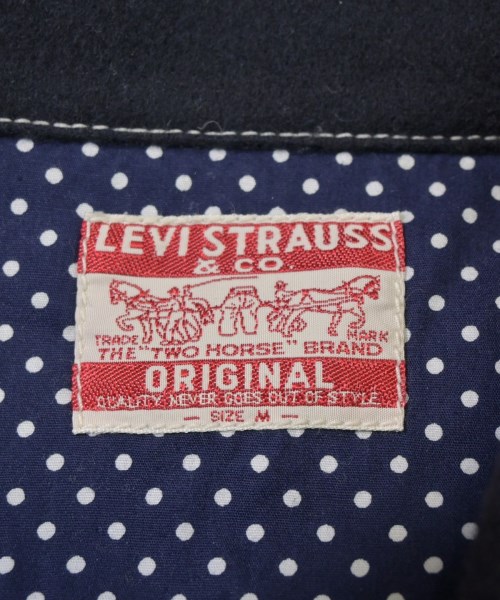 LEVI STRAUSS
& CO.
TRADE MARK
THE "TWO HORSE" BRAND
ORIGINAL
QUALITY NEVER GOES OUT OF STYLE
— SIZE M —